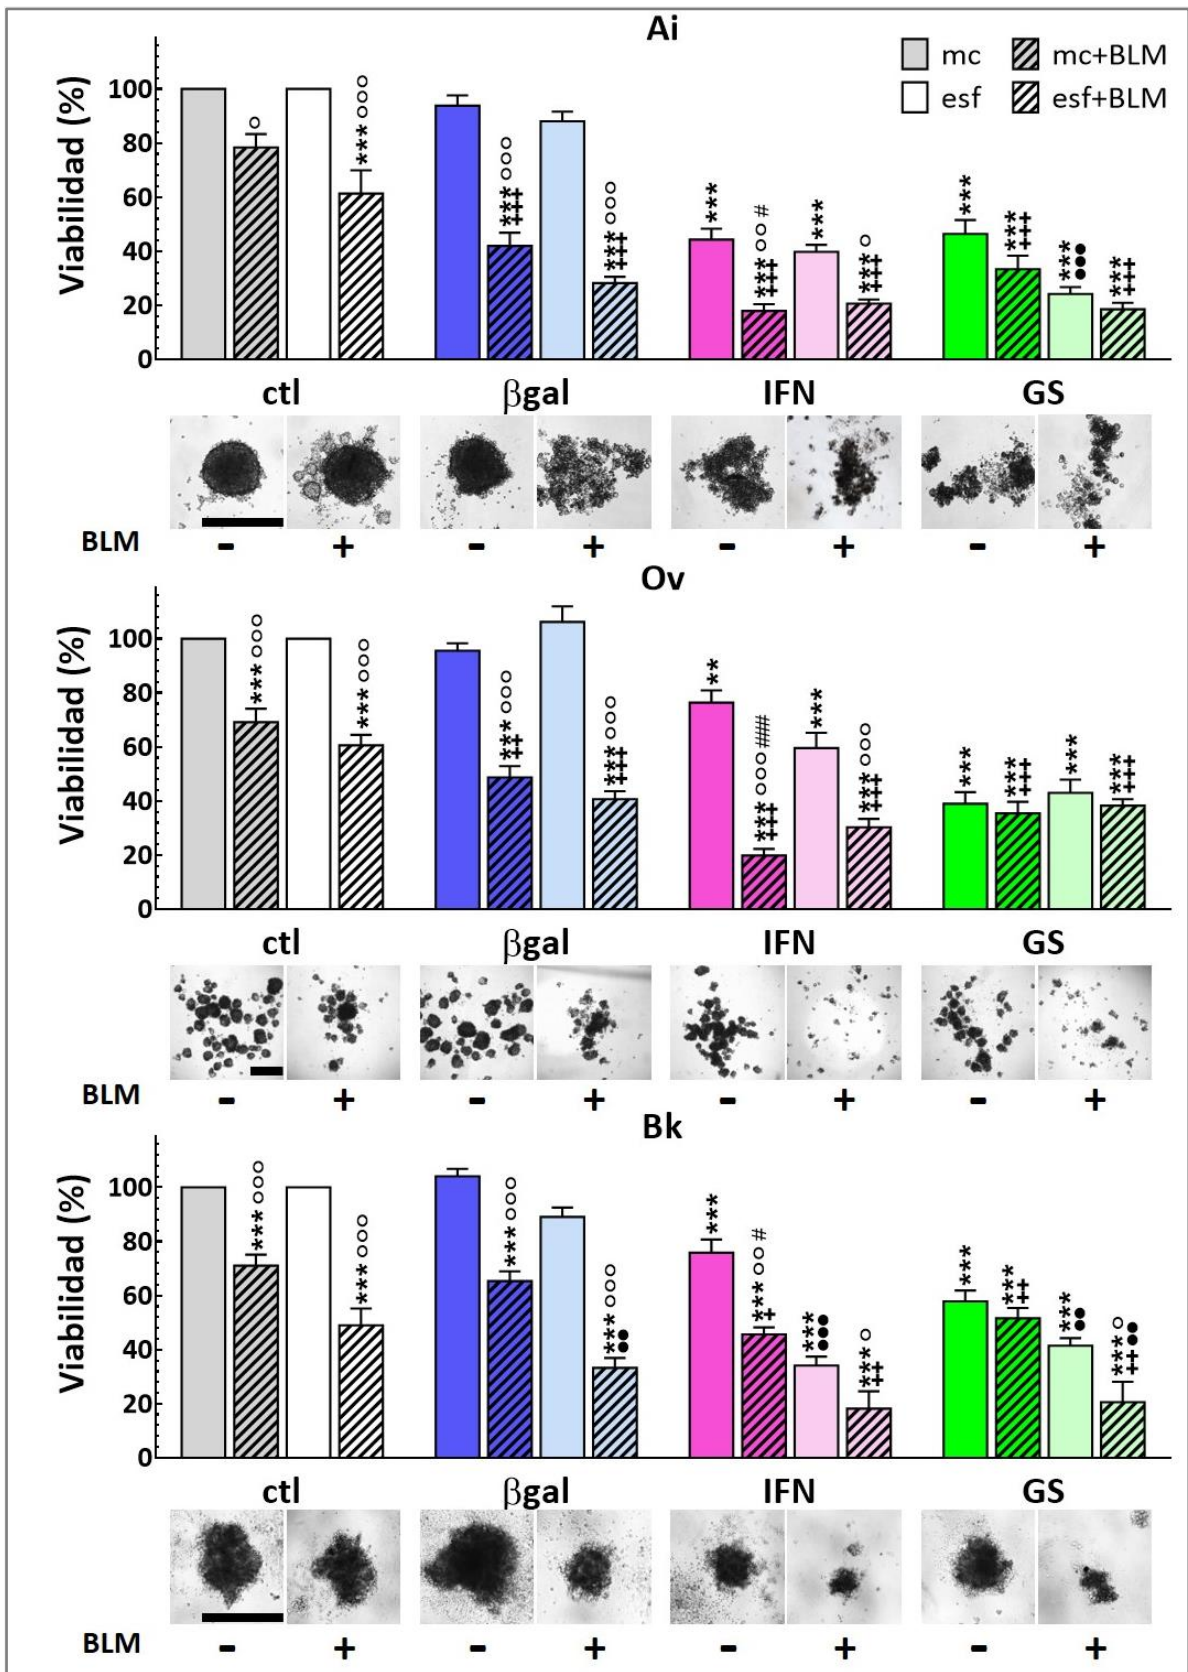 Ai
mc mc+BLM
esf esf+BLM
Viabilidad (%)
100
80
60
40
20
0
ctl βgal IFN GS
BLM - + - + - + - +
Ov
Viabilidad (%)
100
80
60
40
20
0
ctl βgal IFN GS
BLM - + - + - + - +
Bk
Viabilidad (%)
100
80
60
40
20
0
ctl βgal IFN GS
BLM - + - + - + - +